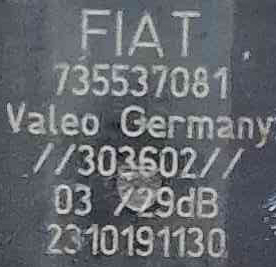 FIAT
735537081
Valeo Germany
//303602//
03 /29dB
2310191130